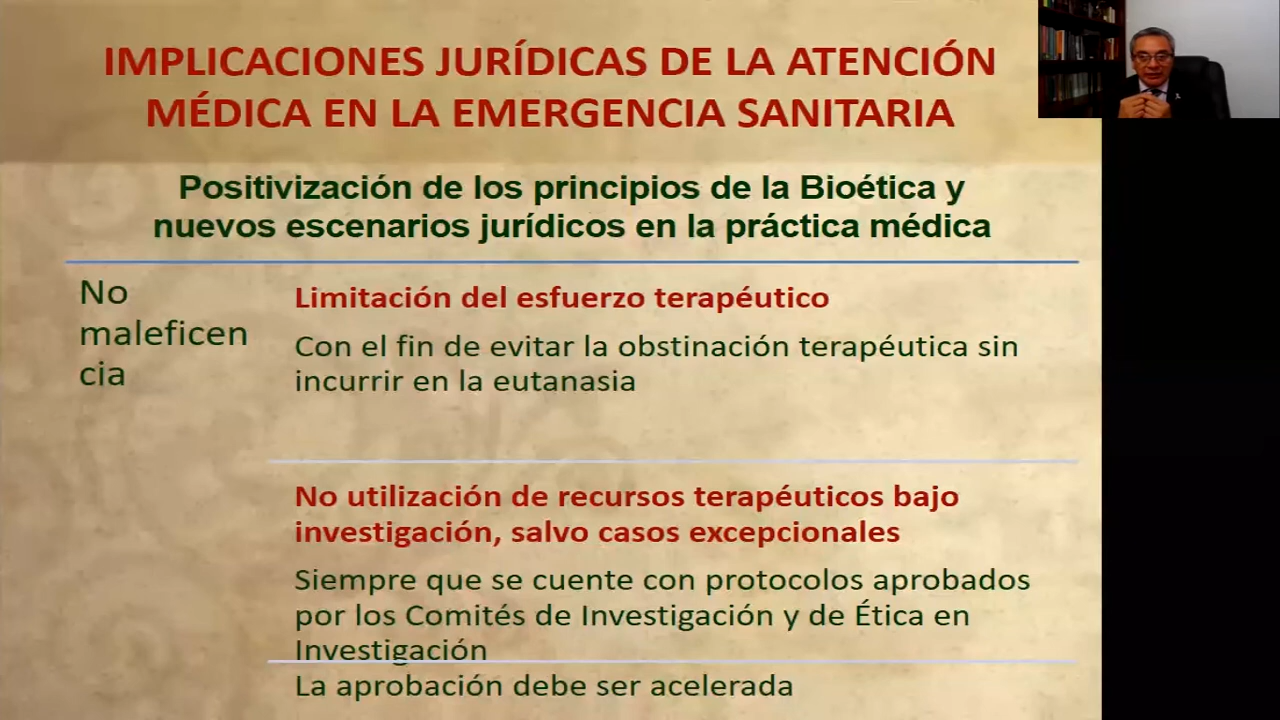 IMPLICACIONES JURÍDICAS DE LA ATENCIÓN
MÉDICA EN LA EMERGENCIA SANITARIA
Positivización de los principios de la Bioética y
nuevos escenarios jurídicos en la práctica médica
No
maleficen
cia
Limitación del esfuerzo terapéutico
Con el fin de evitar la obstinación terapéutica sin
incurrir en la eutanasia
No utilización de recursos terapéuticos bajo
investigación, salvo casos excepcionales
Siempre que se cuente con protocolos aprobados
por los Comités de Investigación y de Ética en
Investigación
La aprobación debe ser acelerada